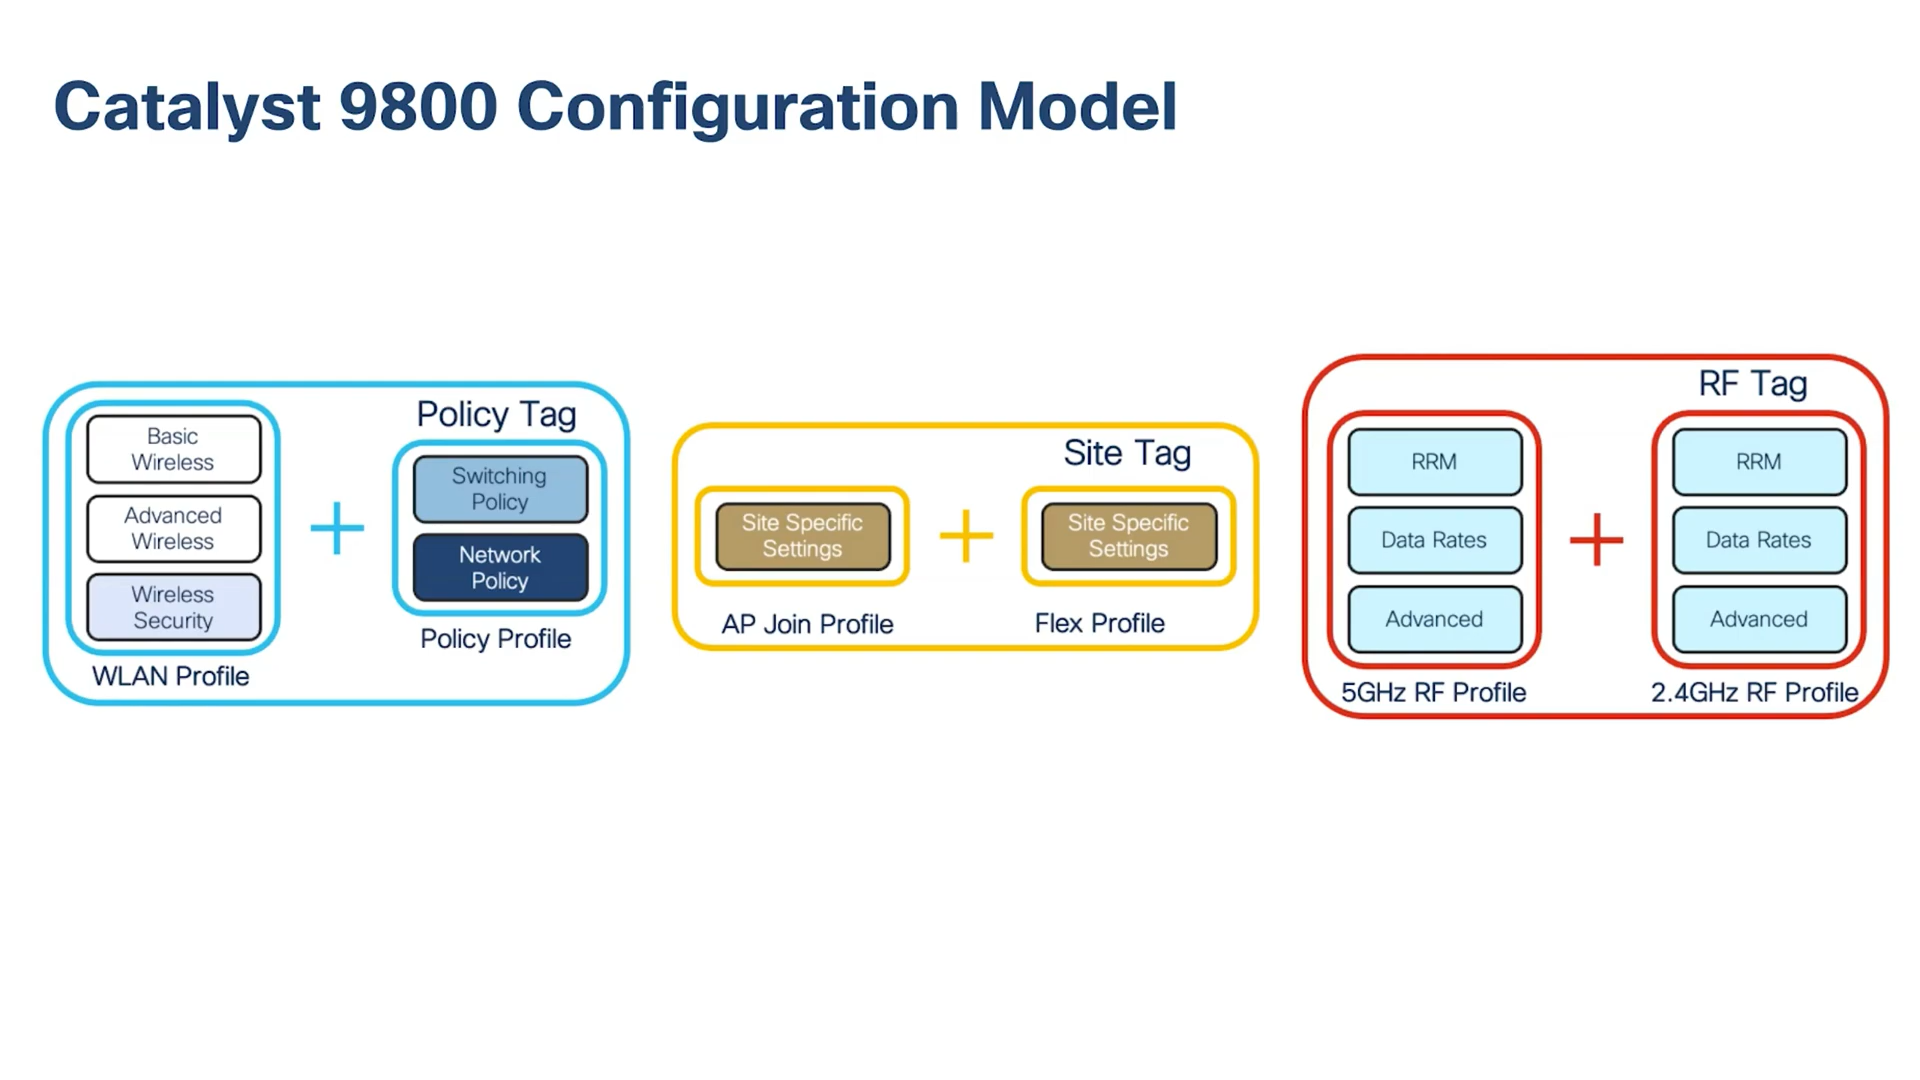 Catalyst 9800 Configuration Model
Policy Tag
Basic
Wireless
Advanced
Wireless
Wireless
Security
WLAN Profile
Switching
Policy
Network
Policy
Policy Profile
Site Tag
Site Specific
Settings
AP Join Profile
Site Specific
Settings
Flex Profile
RF Tag
RRM
Data Rates
Advanced
5GHz RF Profile
RRM
Data Rates
Advanced
2.4GHz RF Profile